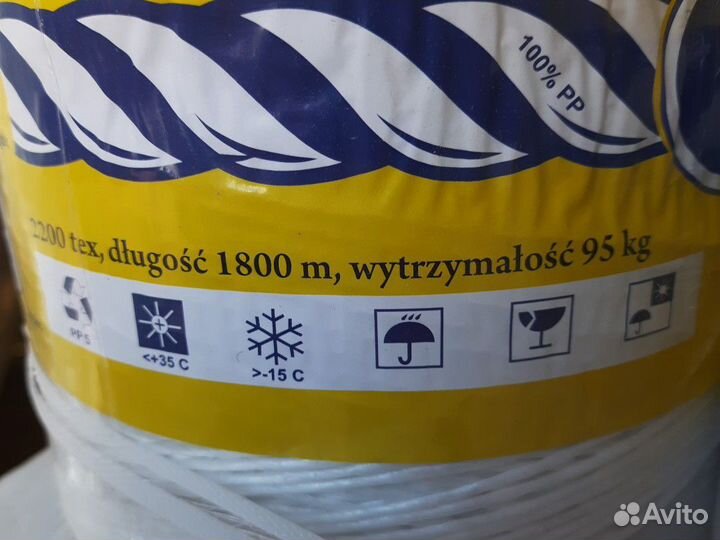 100% PP
2200 tex, długość 1800 m, wytrzymałość 95 kg
PP 5
<+35 C
>-15 C
Avito